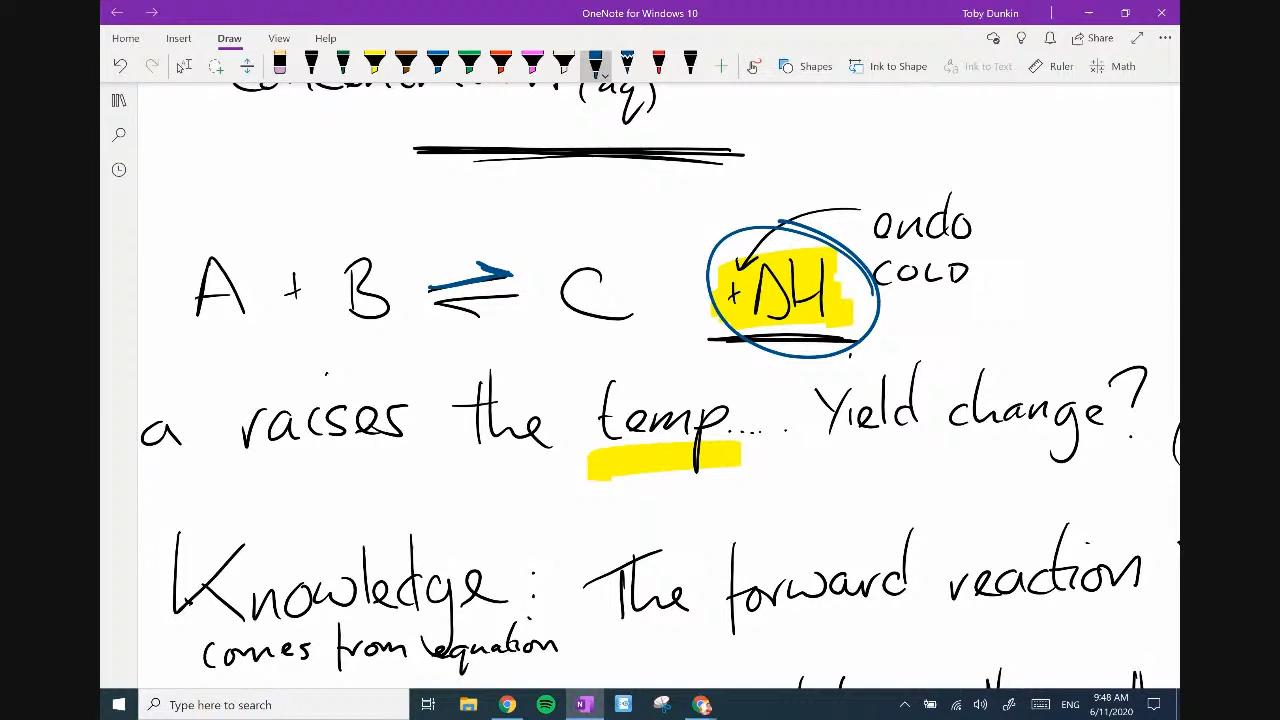 OneNote for Windows 10
Toby Dunkin
Home Insert Draw View Help
Share
Shapes Ink to Shape Ink to Text Ruler Math
(aq)
A + B ⇌ C +ΔH
endo
COLD
a raises the temp..... Yield change?
Knowledge: The forward reaction
comes from equation
Type here to search
9:48 AM
6/11/2020
ENG